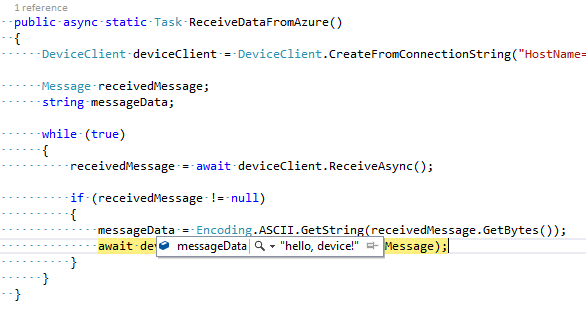 1 reference
public async static Task ReceiveDataFromAzure()
{
DeviceClient deviceClient = DeviceClient.CreateFromConnectionString("HostName=
Message receivedMessage;
string messageData;
while (true)
{
receivedMessage = await deviceClient.ReceiveAsync();
if (receivedMessage != null)
{
messageData = Encoding.ASCII.GetString(receivedMessage.GetBytes());
await dev messageData "hello, device!" Message);
}
}
}